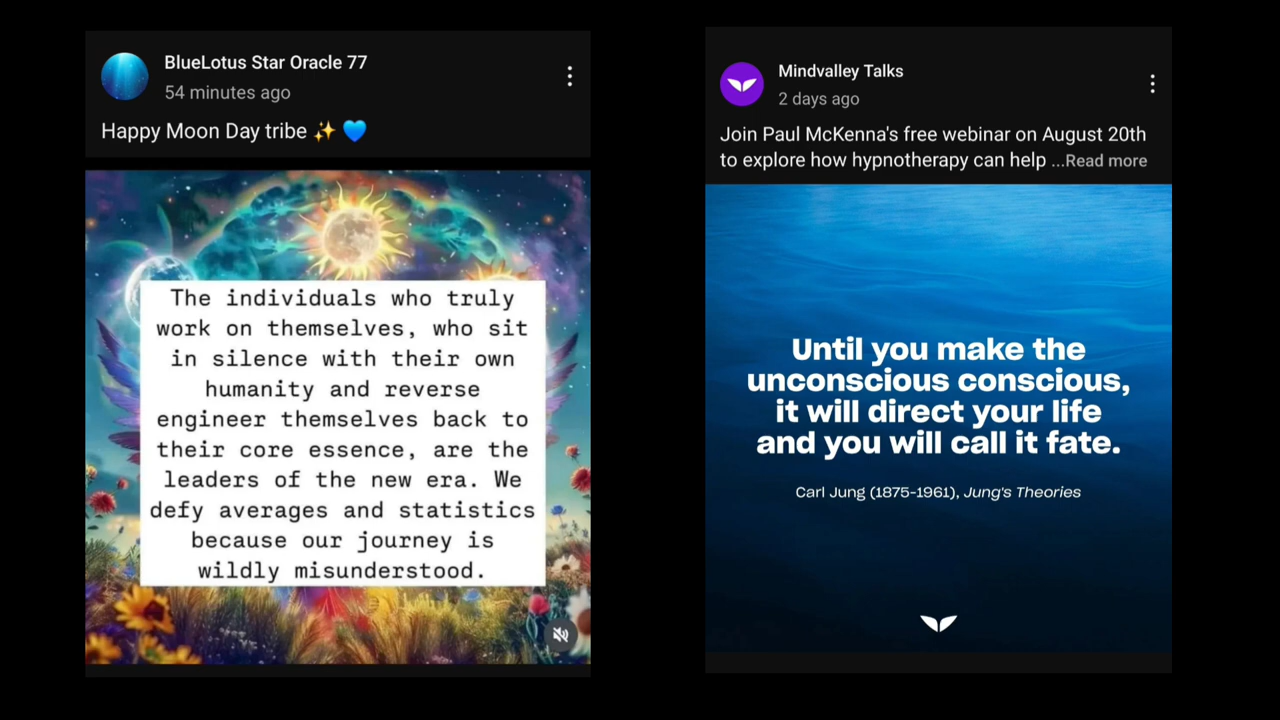 BlueLotus Star Oracle 77
54 minutes ago
Happy Moon Day tribe ✨ 💙
The individuals who truly
work on themselves, who sit
in silence with their own
humanity and reverse
engineer themselves back to
their core essence, are the
leaders of the new era. We
defy averages and statistics
because our journey is
wildly misunderstood.
Mindvalley Talks
2 days ago
Join Paul McKenna's free webinar on August 20th
to explore how hypnotherapy can help ...Read more
Until you make the
unconscious conscious,
it will direct your life
and you will call it fate.
Carl Jung (1875-1961), Jung's Theories